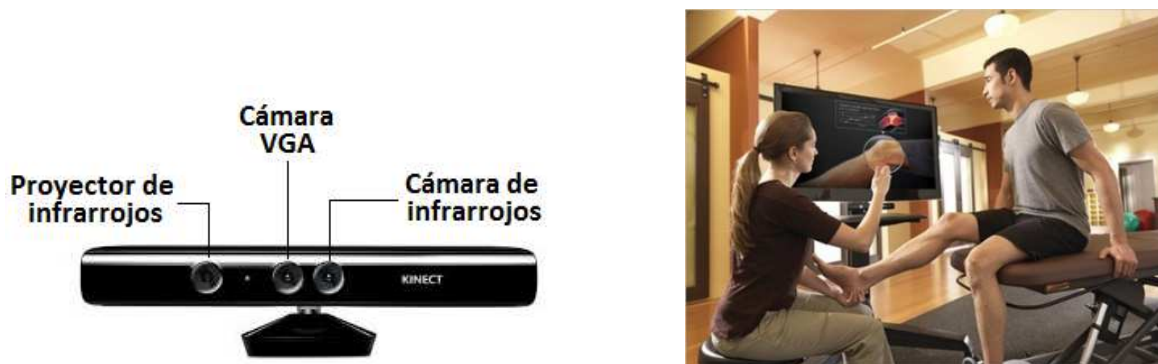 Cámara
VGA
Proyector de
infrarrojos
Cámara de
infrarrojos
KINECT